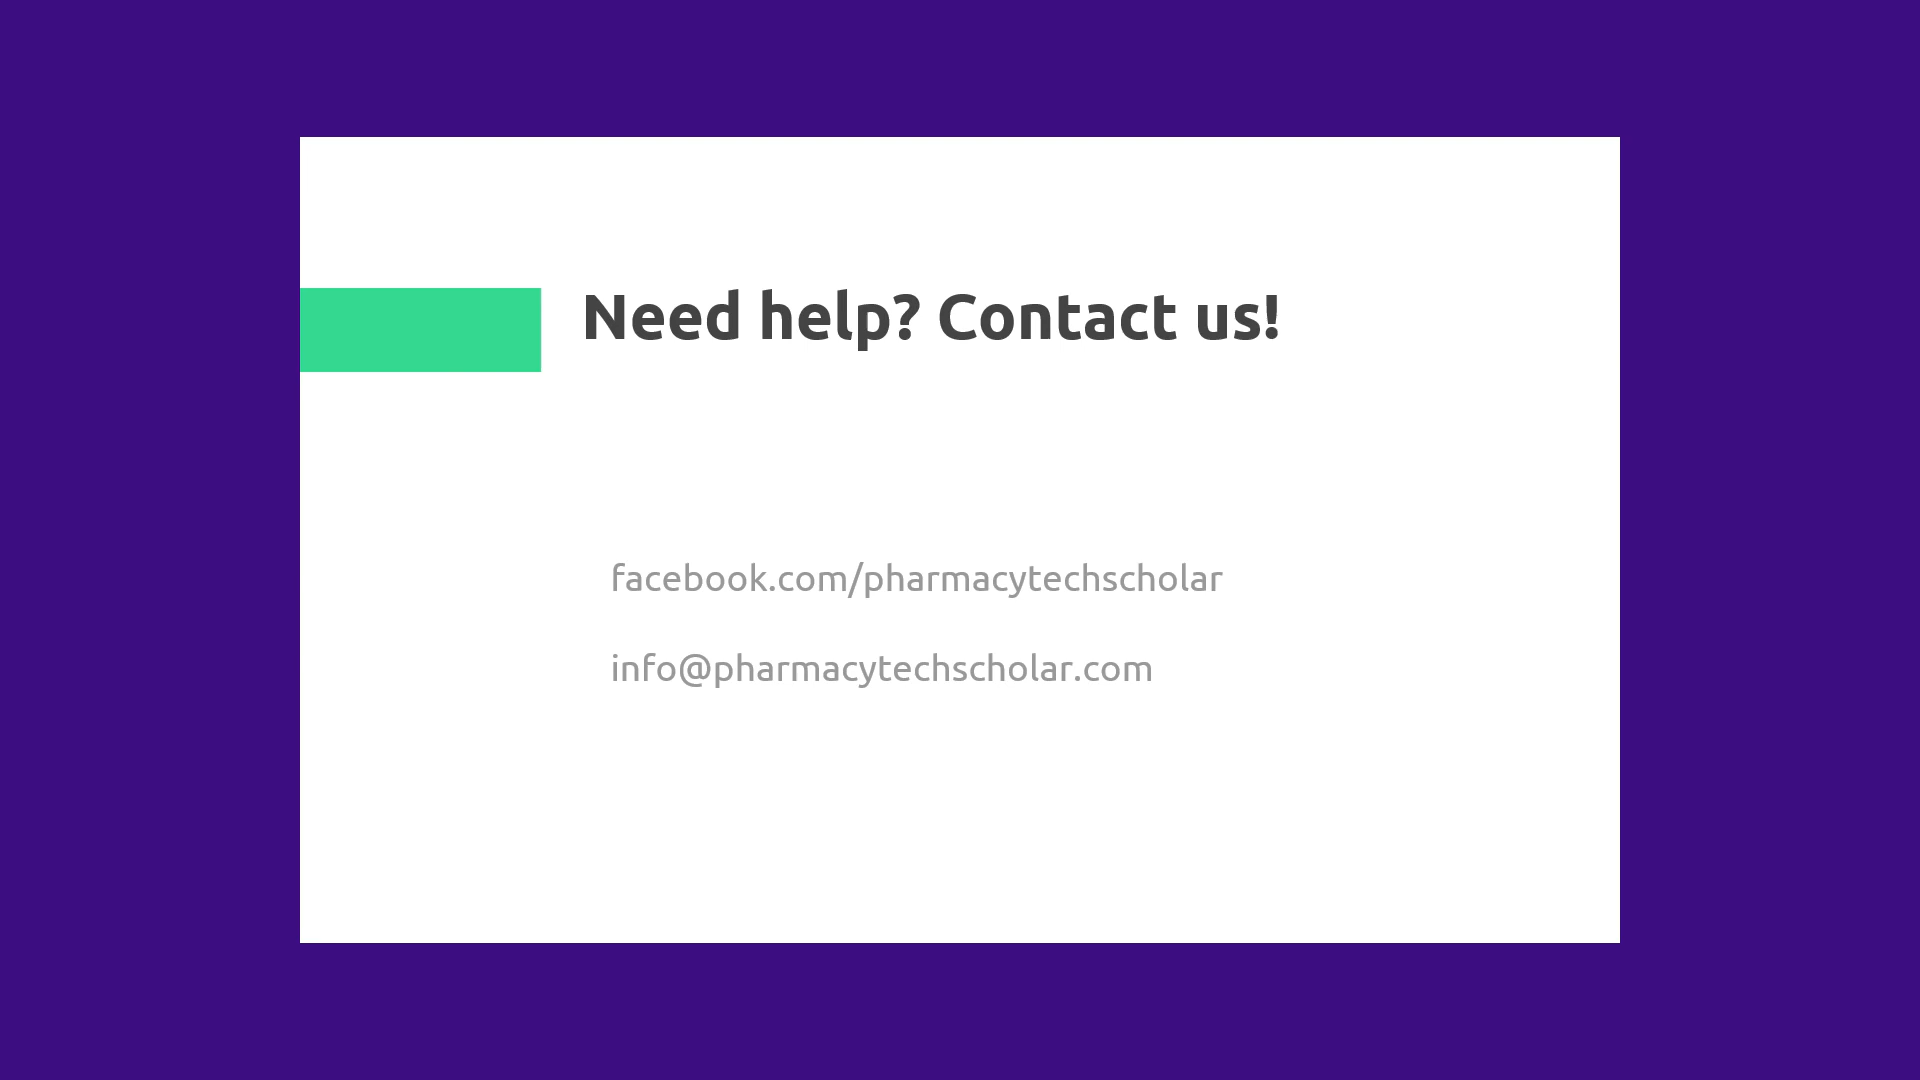 Need help? Contact us!
facebook.com/pharmacytechscholar
info@pharmacytechscholar.com